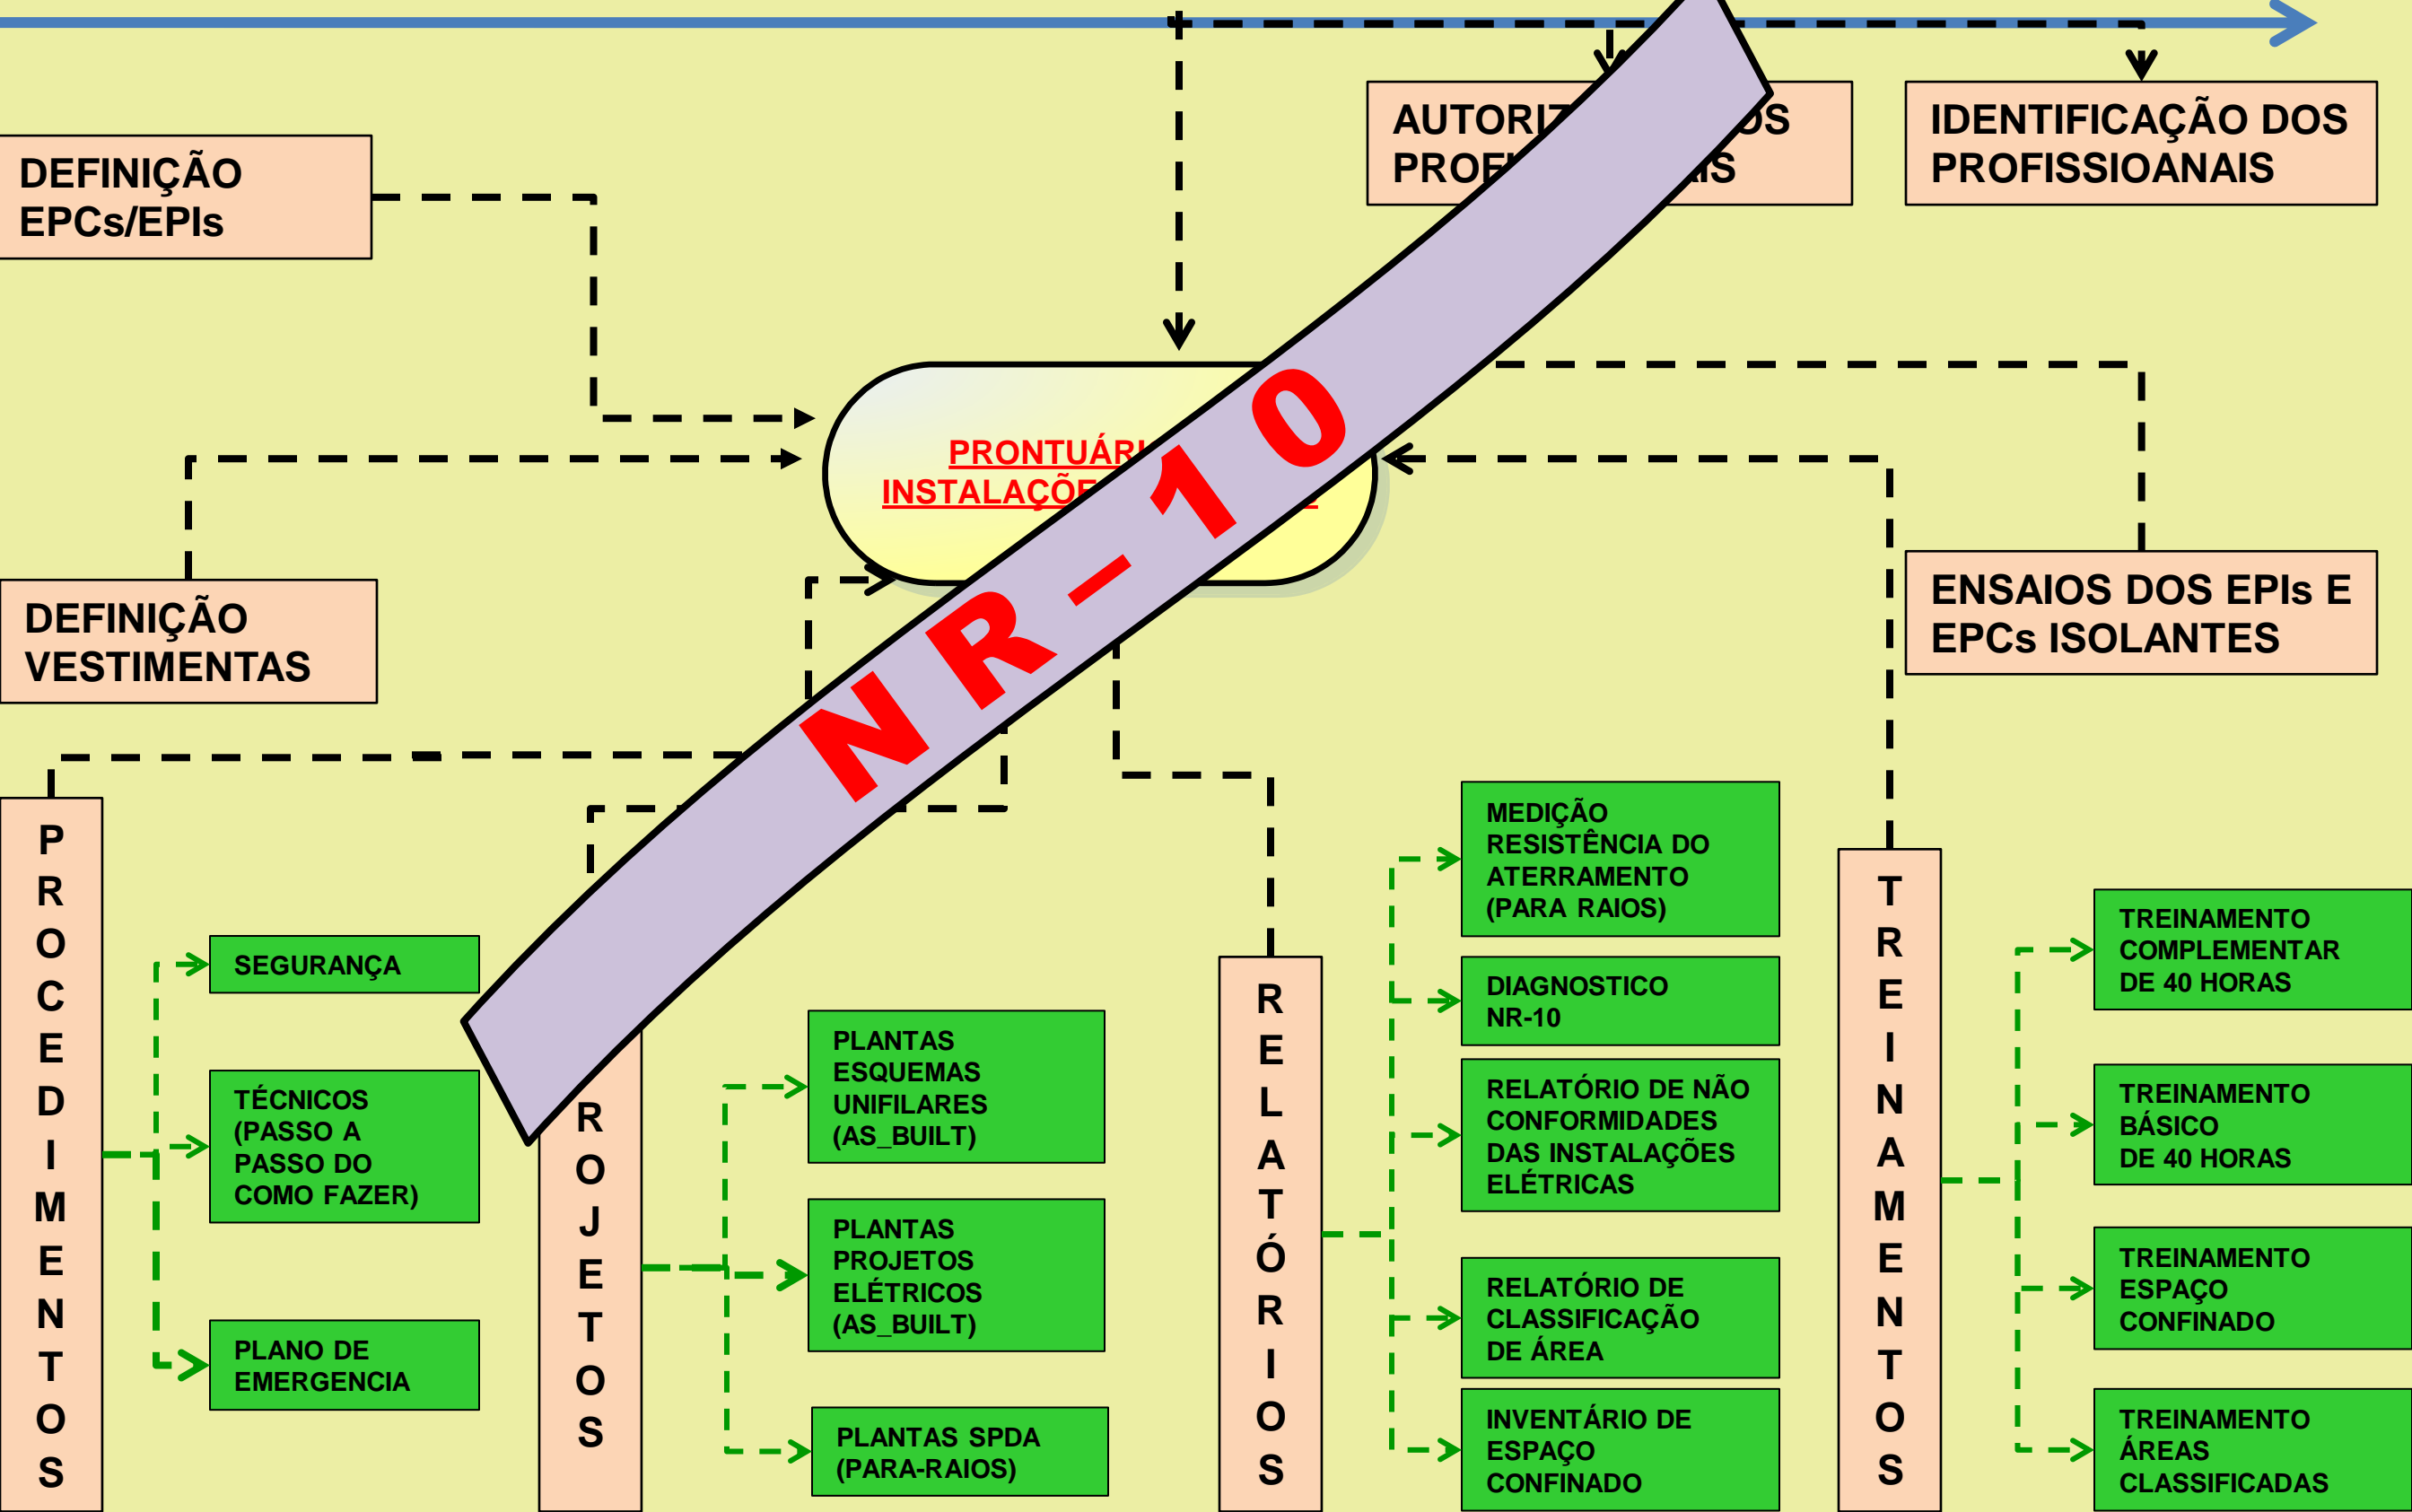 AUTORIZ OS
PROFI AIS
IDENTIFICAÇÃO DOS
PROFISSIOANAIS
DEFINIÇÃO
EPCs/EPIs
PRONTUÁRI
INSTALAÇÕE
NR-10
DEFINIÇÃO
VESTIMENTAS
ENSAIOS DOS EPIs E
EPCs ISOLANTES
PROCEDIMENTOS
SEGURANÇA
TÉCNICOS
(PASSO A
PASSO DO
COMO FAZER)
PLANO DE
EMERGENCIA
ROJETOS
PLANTAS
ESQUEMAS
UNIFILARES
(AS_BUILT)
PLANTAS
PROJETOS
ELÉTRICOS
(AS_BUILT)
PLANTAS SPDA
(PARA-RAIOS)
RELATÓRIOS
MEDIÇÃO
RESISTÊNCIA DO
ATERRAMENTO
(PARA RAIOS)
DIAGNOSTICO
NR-10
RELATÓRIO DE NÃO
CONFORMIDADES
DAS INSTALAÇÕES
ELÉTRICAS
RELATÓRIO DE
CLASSIFICAÇÃO
DE ÁREA
INVENTÁRIO DE
ESPAÇO
CONFINADO
TREINAMENTOS
TREINAMENTO
COMPLEMENTAR
DE 40 HORAS
TREINAMENTO
BÁSICO
DE 40 HORAS
TREINAMENTO
ESPAÇO
CONFINADO
TREINAMENTO
ÁREAS
CLASSIFICADAS